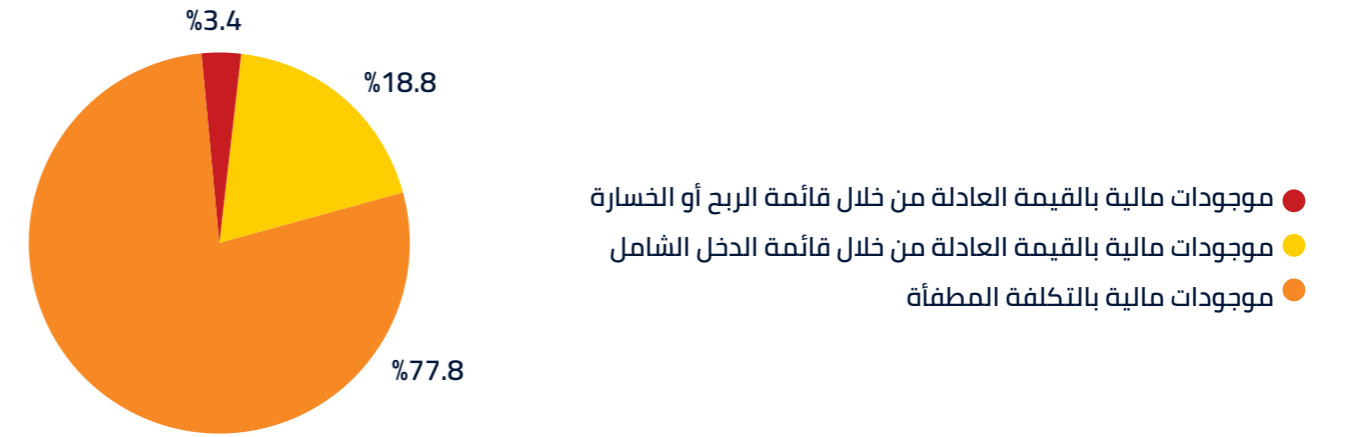 %3.4
%18.8
%77.8
موجودات مالية بالقيمة العادلة من خلال قائمة الربح أو الخسارة
موجودات مالية بالقيمة العادلة من خلال قائمة الدخل الشامل
موجودات مالية بالتكلفة المطفأة